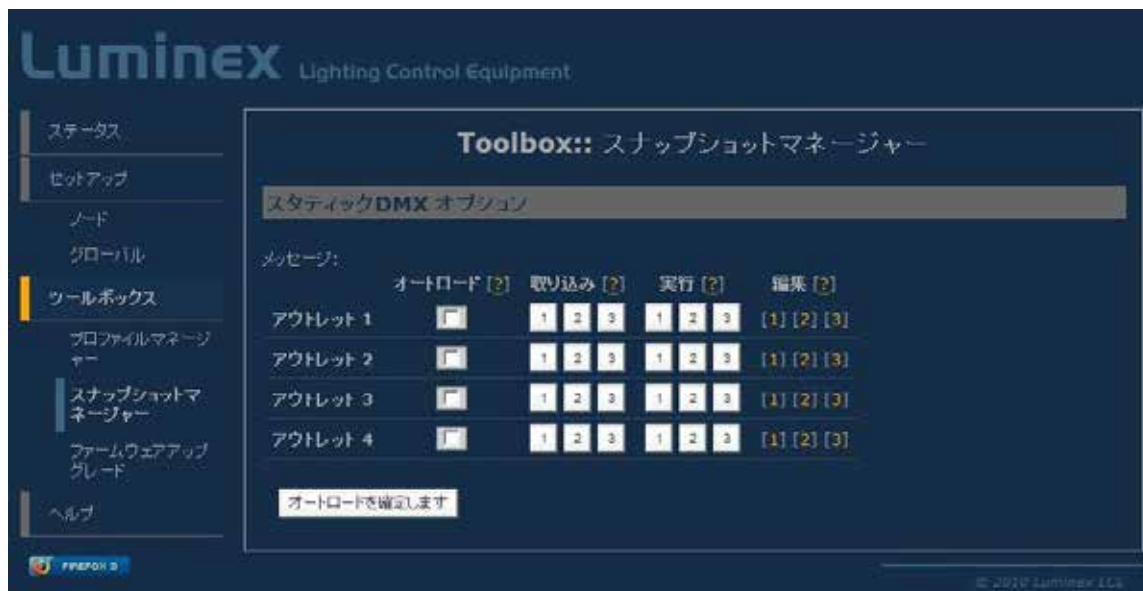 Luminex Lighting Control Equipment
ステータス
セットアップ
ノード
グローバル
ツールボックス
プロファイルマネージャー
スナップショットマネージャー
ファームウェアアップグレード
ヘルプ
FIREFOX 3
Toolbox:: スナップショットマネージャー
スタティックDMX オプション
メッセージ:
オートロード [?] 取り込み [?] 実行 [?] 編集 [?]
アウトレット 1 1 2 3 1 2 3 [1] [2] [3]
アウトレット 2 1 2 3 1 2 3 [1] [2] [3]
アウトレット 3 1 2 3 1 2 3 [1] [2] [3]
アウトレット 4 1 2 3 1 2 3 [1] [2] [3]
オートロードを確定します
© 2010 Luminex LCE